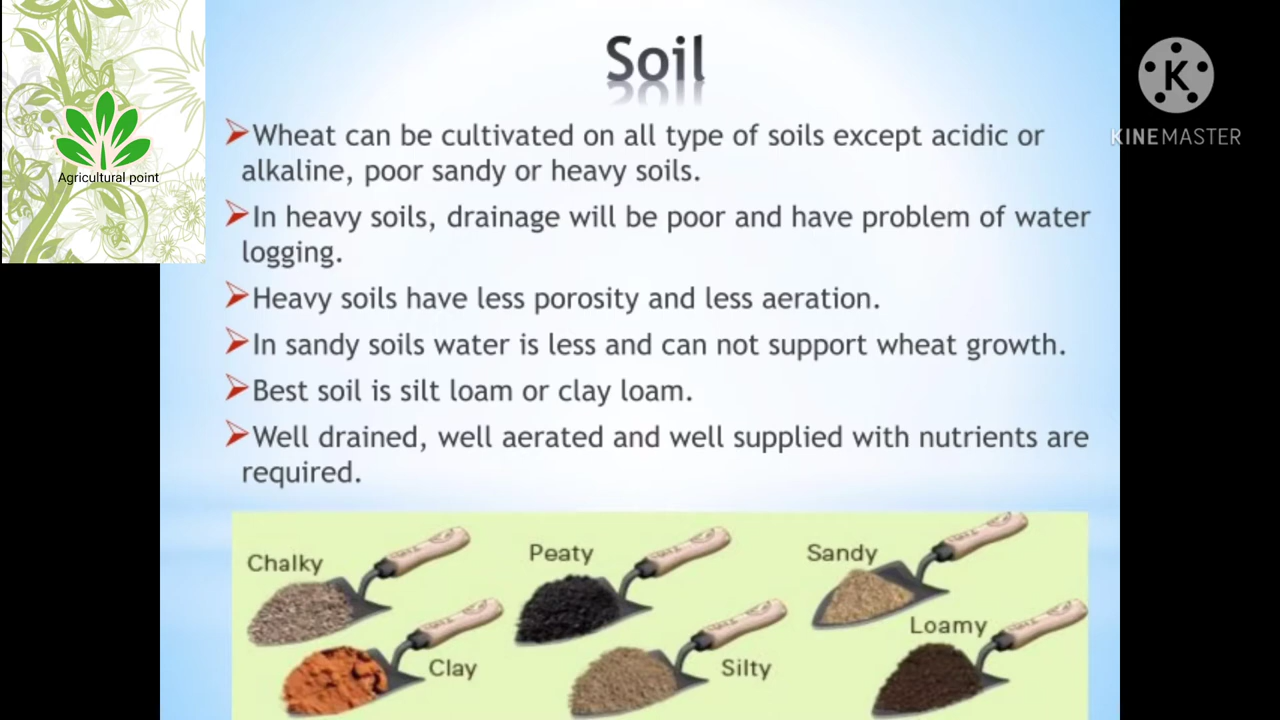 Soil
Wheat can be cultivated on all type of soils except acidic or
alkaline, poor sandy or heavy soils.
In heavy soils, drainage will be poor and have problem of water
logging.
Heavy soils have less porosity and less aeration.
In sandy soils water is less and can not support wheat growth.
Best soil is silt loam or clay loam.
Well drained, well aerated and well supplied with nutrients are
required.
Chalky
Peaty
Sandy
Clay
Silty
Loamy
Agricultural point
K
KINEMASTER